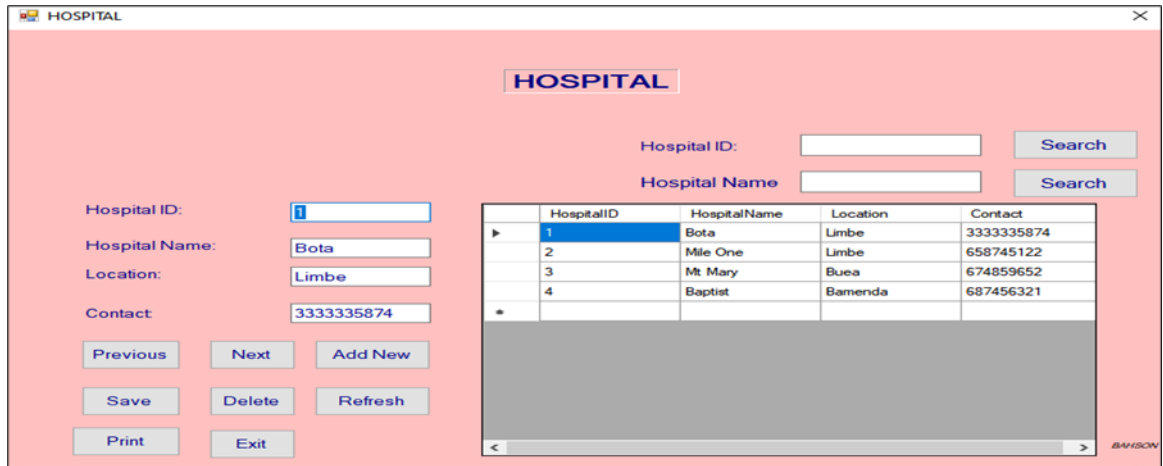 HOSPITAL
HOSPITAL
Hospital ID: Search
Hospital Name Search
Hospital ID: 1
Hospital Name: Bota
Location: Limbe
Contact: 3333335874
Previous Next Add New
Save Delete Refresh
Print Exit
HospitalID HospitalName Location Contact
1 Bota Limbe 3333335874
2 Mile One Limbe 658745122
3 Mt Mary Buea 674859652
4 Baptist Bamenda 687456321
BAHSON